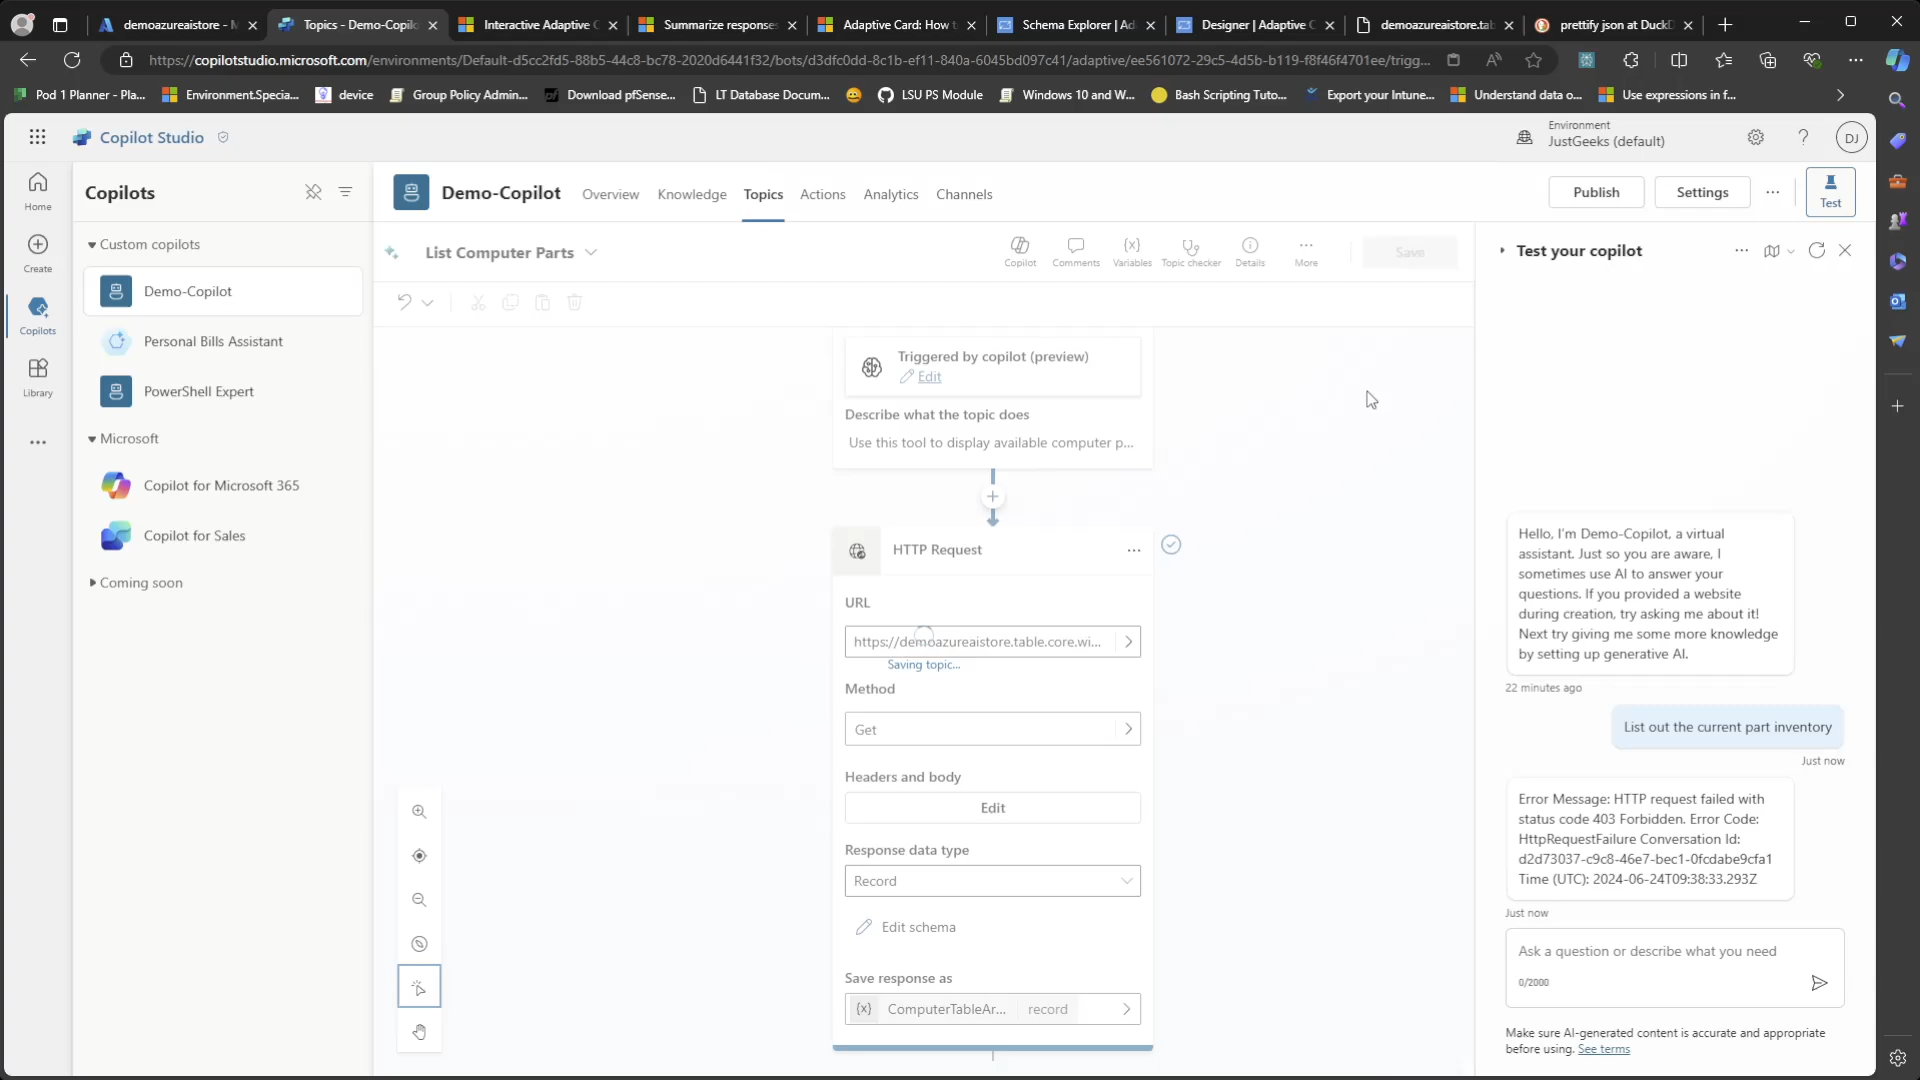 demoazureaistore - M
Topics - Demo-Copilo
Interactive Adaptive C
Summarize responses
Adaptive Card: How t
Schema Explorer | Ad
Designer | Adaptive C
demoazureaistore.tab
prettify json at DuckD
https://copilotstudio.microsoft.com/environments/Default-d5cc2fd5-88b5-44c8-bc78-2020d6441f32/bots/d3dfc0dd-8c1b-ef11-840a-6045bd097c41/adaptive/ee561072-29c5-4d5b-b119-f8f46f4701ee/trigg...
Pod 1 Planner - Pla...
Environment.Specia...
device
Group Policy Admin...
Download pfSense...
LT Database Docum...
LSU PS Module
Windows 10 and W...
Bash Scripting Tuto...
Export your Intune...
Understand data o...
Use expressions in f...
Copilot Studio
Environment
JustGeeks (default)
DJ
Home
Create
Copilots
Library
Copilots
Custom copilots
Demo-Copilot
Personal Bills Assistant
PowerShell Expert
Microsoft
Copilot for Microsoft 365
Copilot for Sales
Coming soon
Demo-Copilot
Overview
Knowledge
Topics
Actions
Analytics
Channels
Publish
Settings
Test
List Computer Parts
Copilot
Comments
{x}
Variables
Topic checker
Details
More
Save
Triggered by copilot (preview)
Edit
Describe what the topic does
Use this tool to display available computer p...
HTTP Request
URL
https://demoazureaistore.table.core.wi...
Saving topic...
Method
Get
Headers and body
Edit
Response data type
Record
Edit schema
Save response as
{x} ComputerTableAr... record
Test your copilot
Hello, I'm Demo-Copilot, a virtual
assistant. Just so you are aware, I
sometimes use AI to answer your
questions. If you provided a website
during creation, try asking me about it!
Next try giving me some more knowledge
by setting up generative AI.
22 minutes ago
List out the current part inventory
Just now
Error Message: HTTP request failed with
status code 403 Forbidden. Error Code:
HttpRequestFailure Conversation Id:
d2d73037-c9c8-46e7-bec1-0fcdabe9cfa1
Time (UTC): 2024-06-24T09:38:33.293Z
Just now
Ask a question or describe what you need
0/2000
Make sure AI-generated content is accurate and appropriate
before using. See terms